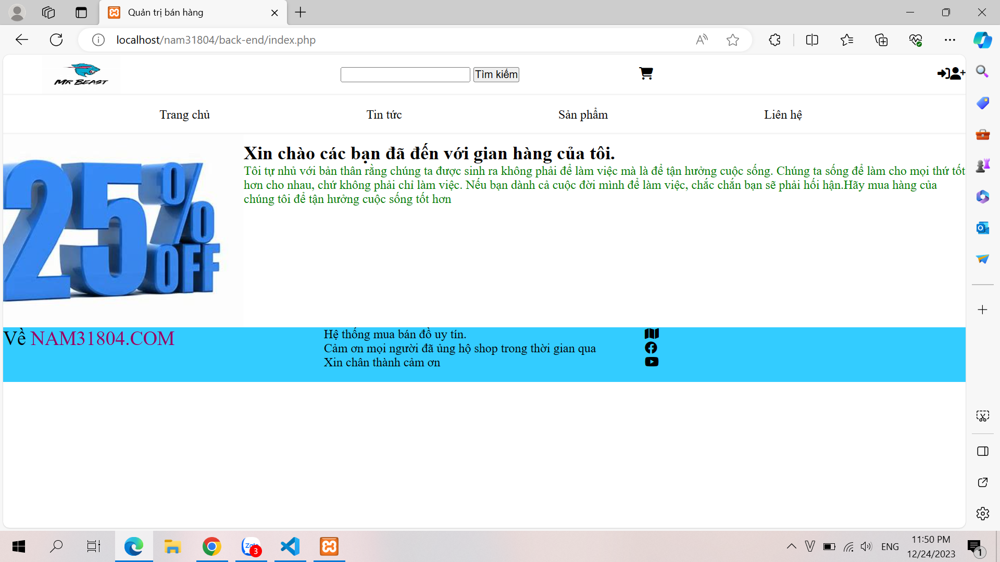 Quản trị bán hàng
localhost/nam31804/back-end/index.php
MR BEAST
Tìm kiếm
Trang chủ
Tin tức
Sản phẩm
Liên hệ
25% OFF
Xin chào các bạn đã đến với gian hàng của tôi.
Tôi tự nhủ với bản thân rằng chúng ta được sinh ra không phải để làm việc mà là để tận hưởng cuộc sống. Chúng ta sống để làm cho mọi thứ tốt
hơn cho nhau, chứ không phải chỉ làm việc. Nếu bạn dành cả cuộc đời mình để làm việc, chắc chắn bạn sẽ phải hối hận.Hãy mua hàng của
chúng tôi để tận hưởng cuộc sống tốt hơn
Về NAM31804.COM
Hệ thống mua bán đồ uy tín.
Cảm ơn mọi người đã ủng hộ shop trong thời gian qua
Xin chân thành cảm ơn
Zalo
3
ENG
11:50 PM
12/24/2023
1